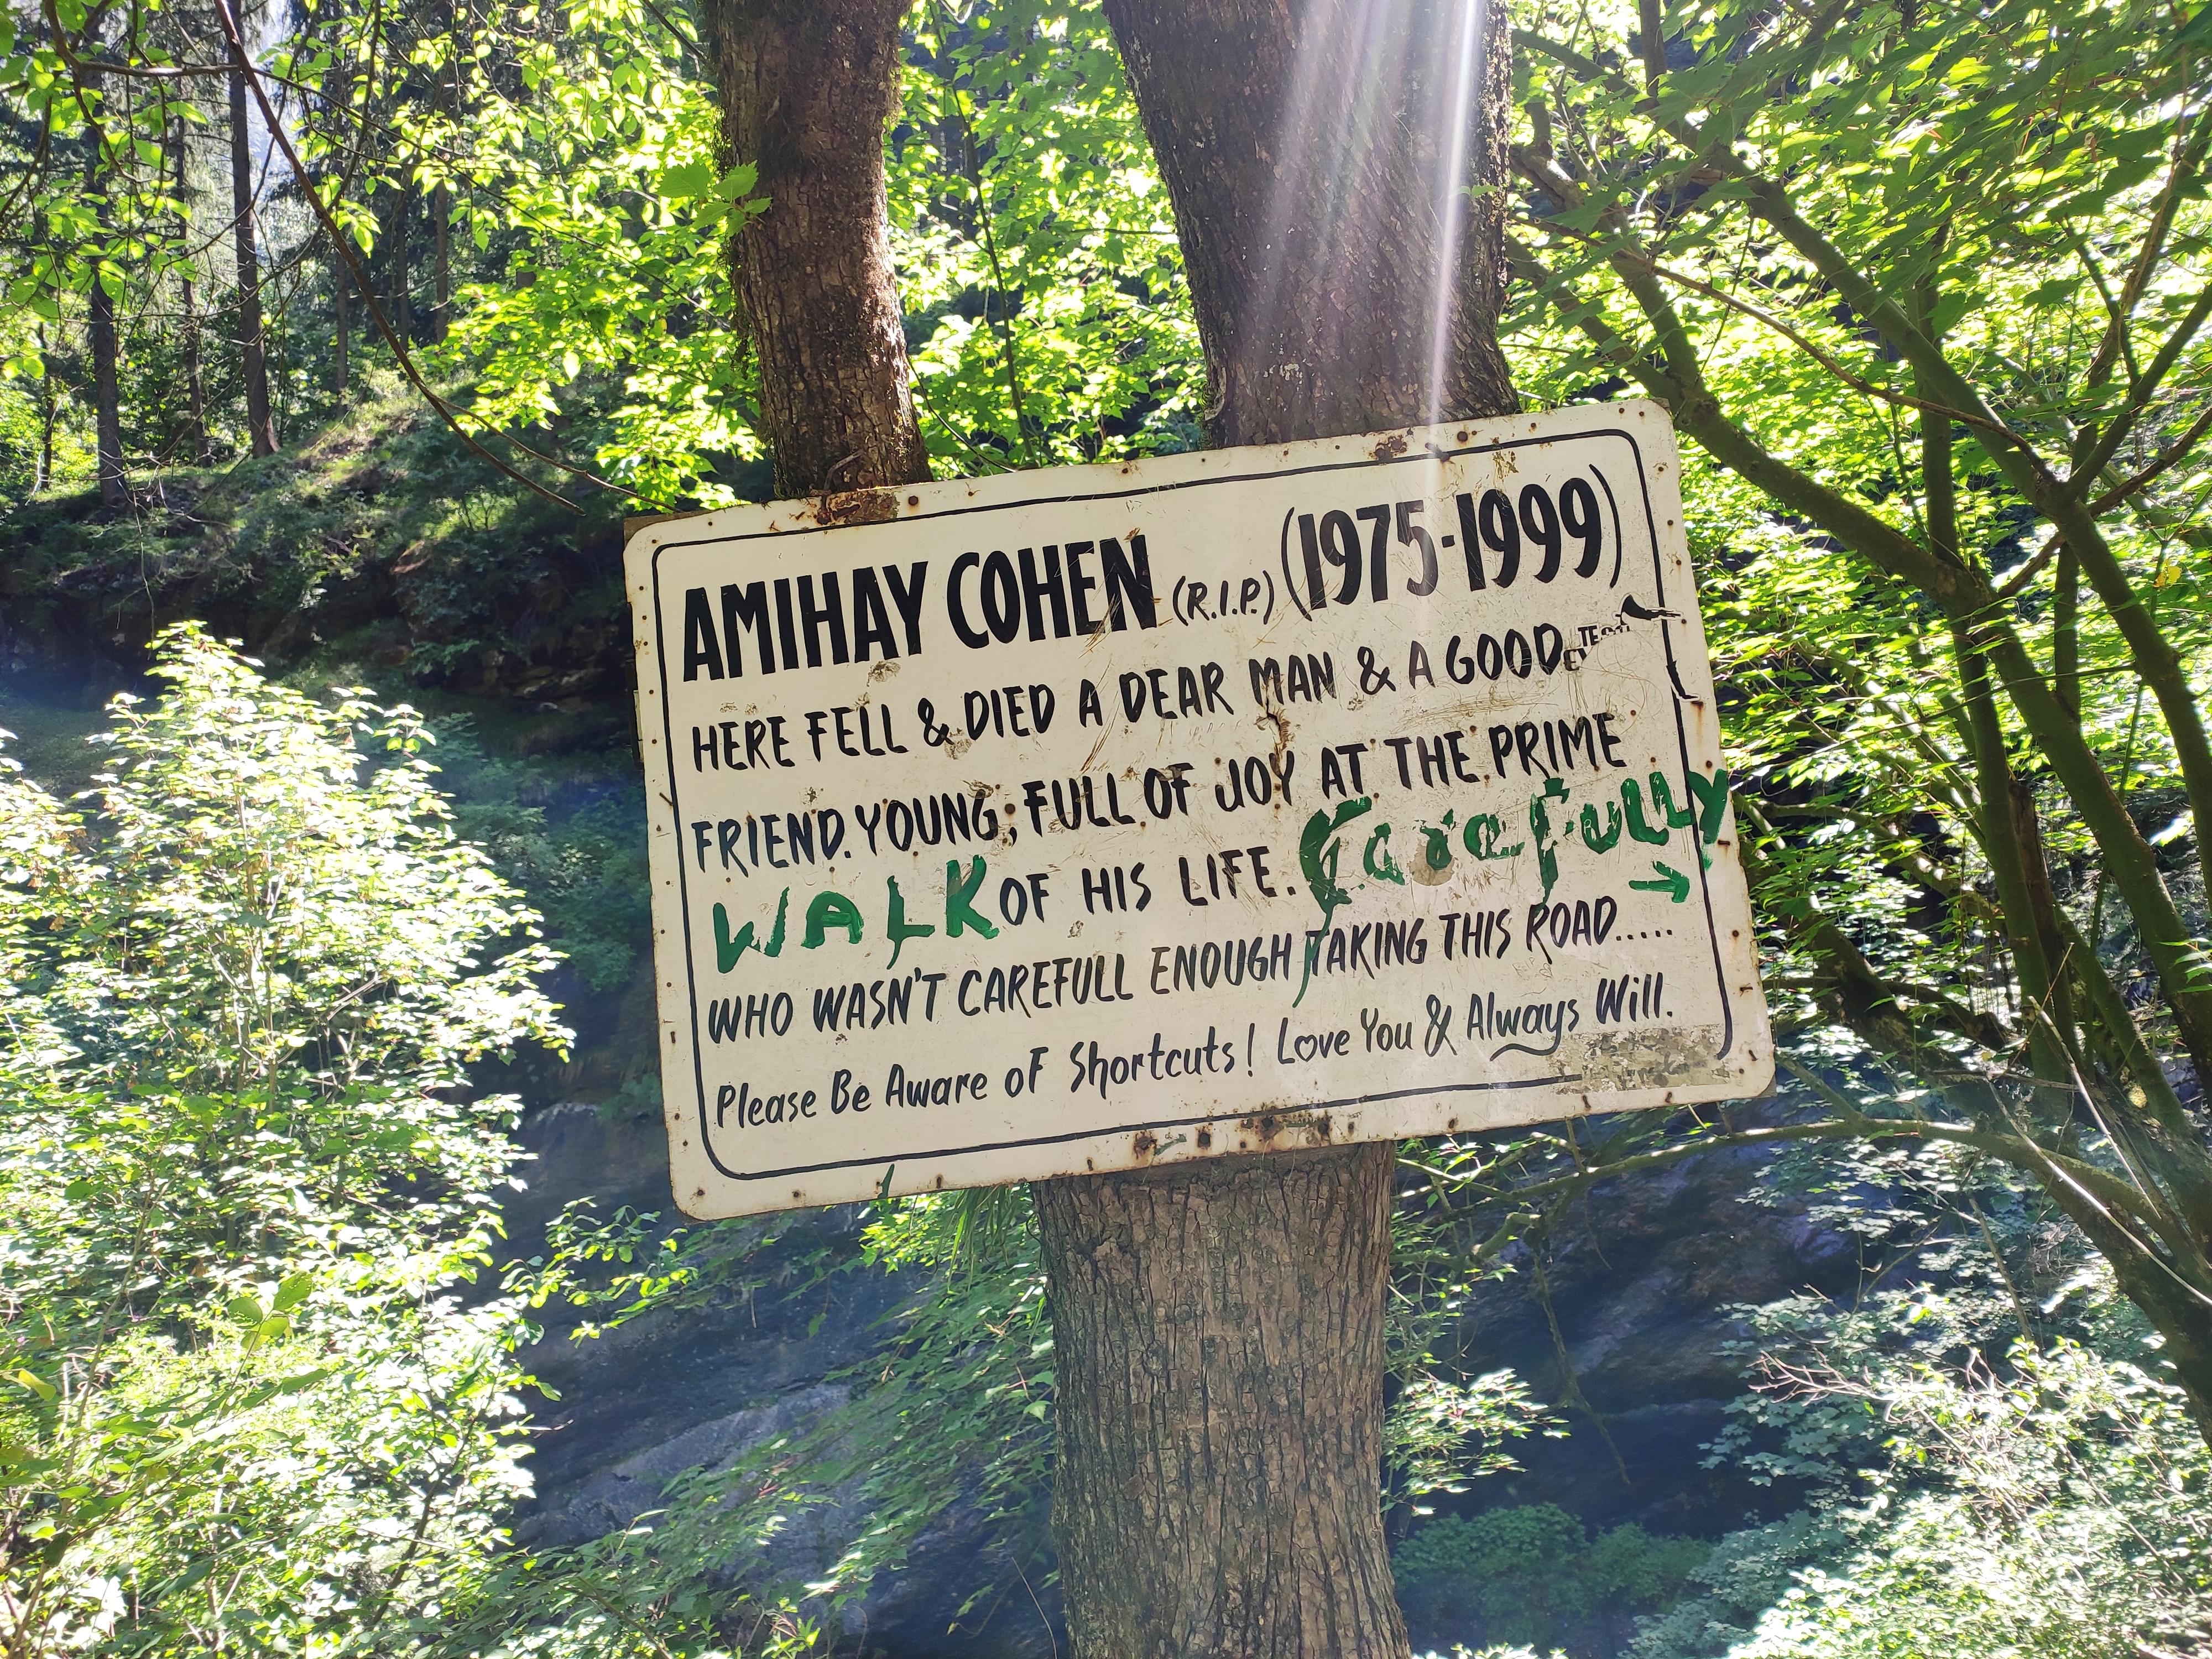 AMIHAY COHEN (R.I.P.) (1975-1999)
HERE FELL & DIED A DEAR MAN & A GOOD
FRIEND. YOUNG, FULL OF JOY AT THE PRIME
WALK OF HIS LIFE. CareFULLY →
WHO WASN'T CAREFULL ENOUGH TAKING THIS ROAD.....
Please Be Aware of Shortcuts! Love You & Always Will.